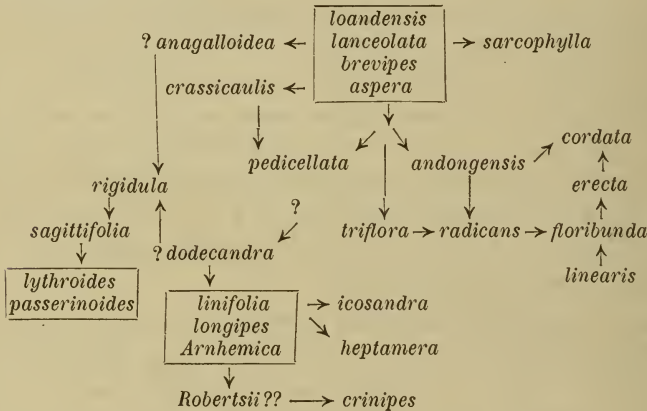 loandensis
? anagalloidea lanceolata sarcophylla
brevipes
crassicaulis aspera
cordata
pedicellata andongensis
rigidula erecta
?
sagittifolia triflora radicans floribunda
? dodecandra
lythroides linearis
passerinoides linifolia icosandra
longipes
Arnhemica heptamera
Robertsii ?? crinipes